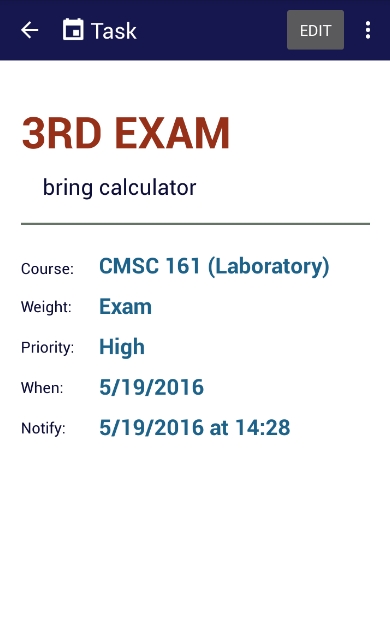 Task
EDIT
3RD EXAM
bring calculator
Course: CMSC 161 (Laboratory)
Weight: Exam
Priority: High
When: 5/19/2016
Notify: 5/19/2016 at 14:28